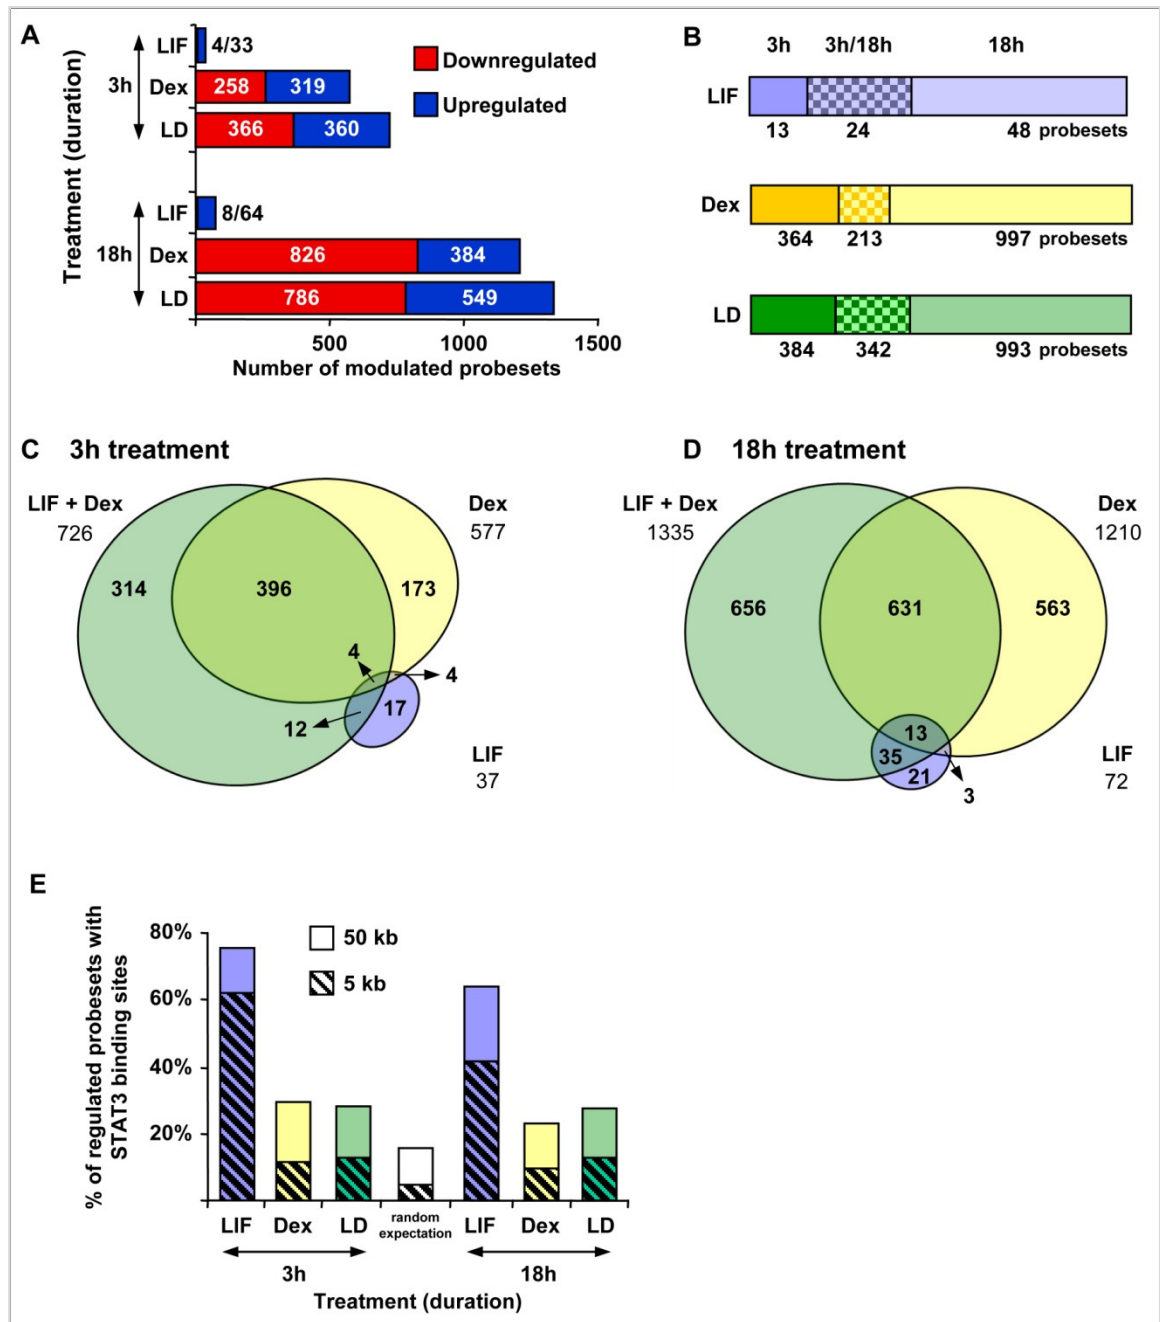 A
Treatment (duration)
3h
LIF
4/33
Dex
258
319
LD
366
360
Downregulated
Upregulated
18h
LIF
8/64
Dex
826
384
LD
786
549
500
1000
1500
Number of modulated probesets
B
3h
3h/18h
18h
LIF
13
24
48 probesets
Dex
364
213
997 probesets
LD
384
342
993 probesets
C 3h treatment
LIF + Dex
726
Dex
577
314
396
173
4
4
12
17
LIF
37
D 18h treatment
LIF + Dex
1335
Dex
1210
656
631
563
13
35
21
3
LIF
72
E
% of regulated probesets with
STAT3 binding sites
80%
60%
40%
20%
50 kb
5 kb
LIF
Dex
LD
random
expectation
LIF
Dex
LD
3h
18h
Treatment (duration)